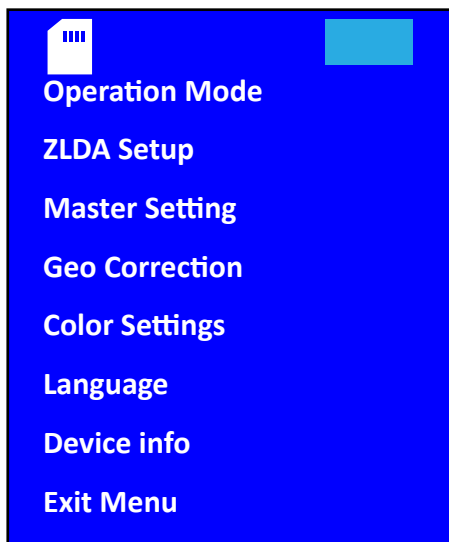 Operation Mode
ZLDA Setup
Master Setting
Geo Correction
Color Settings
Language
Device info
Exit Menu